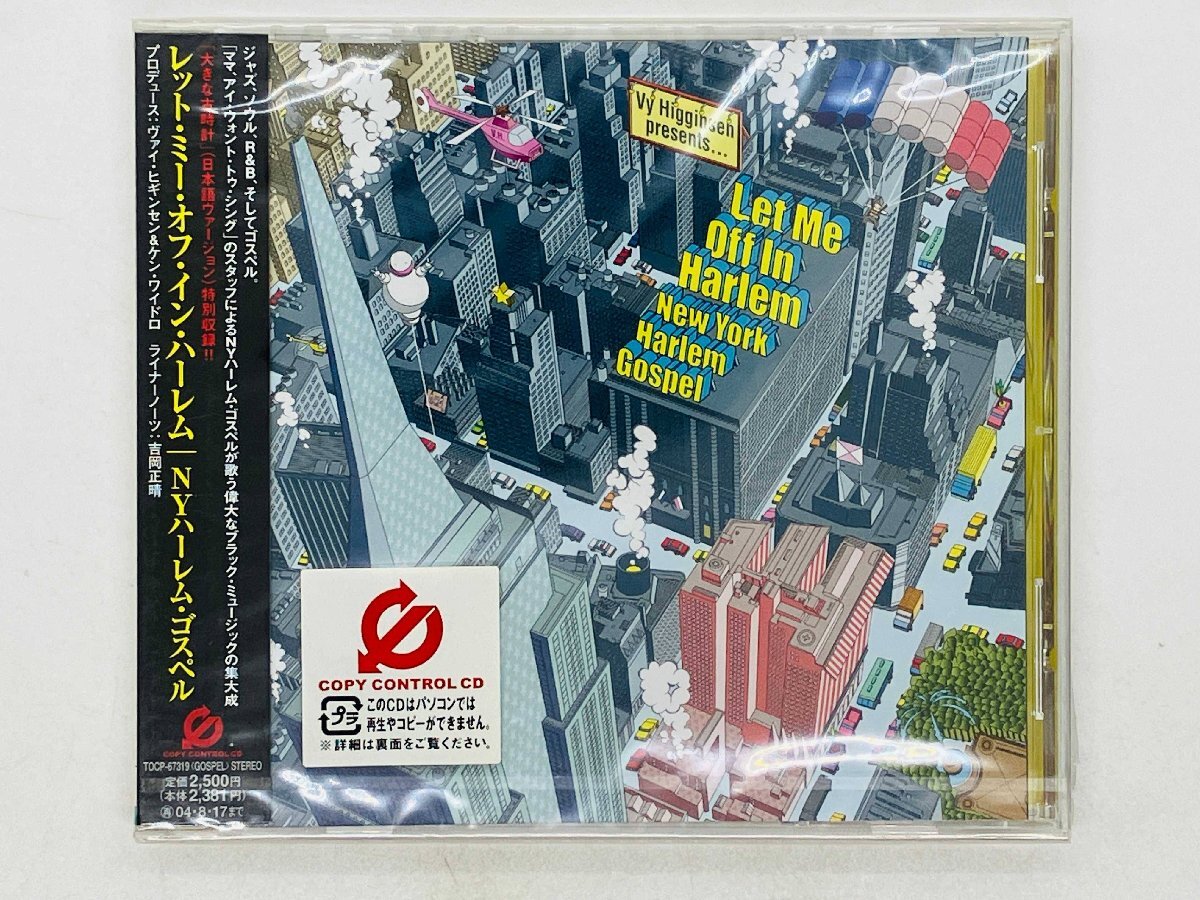 ジャズ、ソウル、R&B、そして、ゴスペル。
「ママ、アイ・ウォント・トゥ・シング」のスタッフによるNYハーレム・ゴスペルが歌う偉大なブラック・ミュージックの集大成
「大きな古時計」(日本語ヴァージョン)特別収録!!
レット・ミー・オフ・イン・ハーレム|NYハーレム・ゴスペル
プロデュース:ヴァイ・ヒギンセン&ケン・ワイドロ ライナーノーツ:吉岡正晴
COPY CONTROL CD
TOCP-67319〈GOSPEL〉STEREO
定価2,500円
(本体2,381円)
再04・8・17まで
V.H.
Vy Higginsen
presents...
Let Me
Off In
Harlem
New York
Harlem
Gospel
COPY CONTROL CD
プラ
このCDはパソコンでは
再生やコピーができません。
※詳細は裏面をご覧ください。